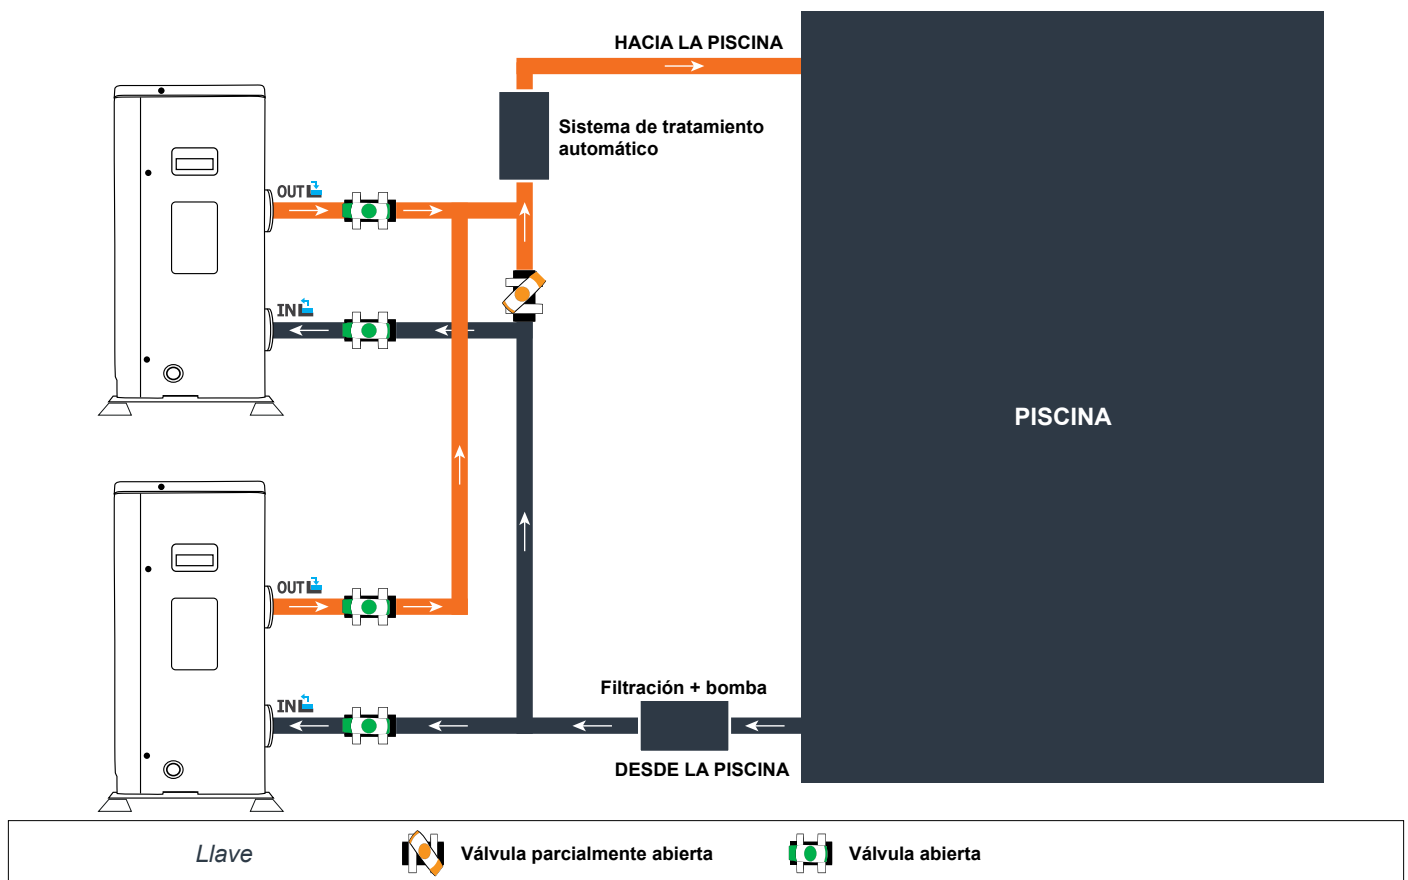 HACIA LA PISCINA
Sistema de tratamiento
automático
OUT
IN
PISCINA
OUT
IN
Filtración + bomba
DESDE LA PISCINA
Llave
Válvula parcialmente abierta
Válvula abierta